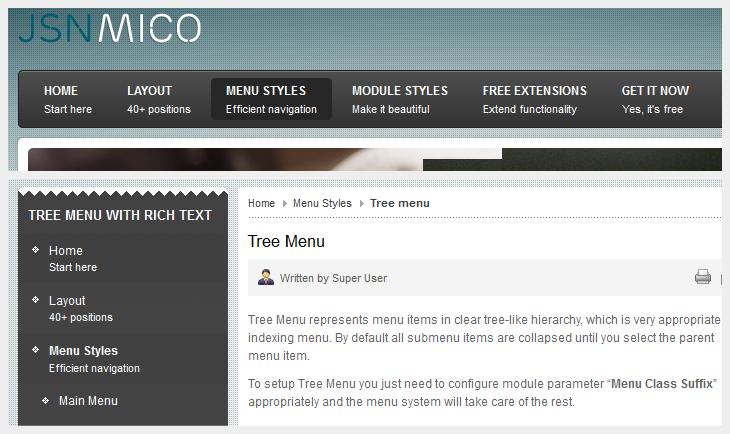 JSN MICO
HOME LAYOUT MENU STYLES MODULE STYLES FREE EXTENSIONS GET IT NOW
Start here 40+ positions Efficient navigation Make it beautiful Extend functionality Yes, it's free
TREE MENU WITH RICH TEXT
Home
Start here
Layout
40+ positions
Menu Styles
Efficient navigation
Main Menu
Home Menu Styles Tree menu
Tree Menu
Written by Super User
Tree Menu represents menu items in clear tree-like hierarchy, which is very appropriate
indexing menu. By default all submenu items are collapsed until you select the parent
menu item.
To setup Tree Menu you just need to configure module parameter “Menu Class Suffix”
appropriately and the menu system will take care of the rest.